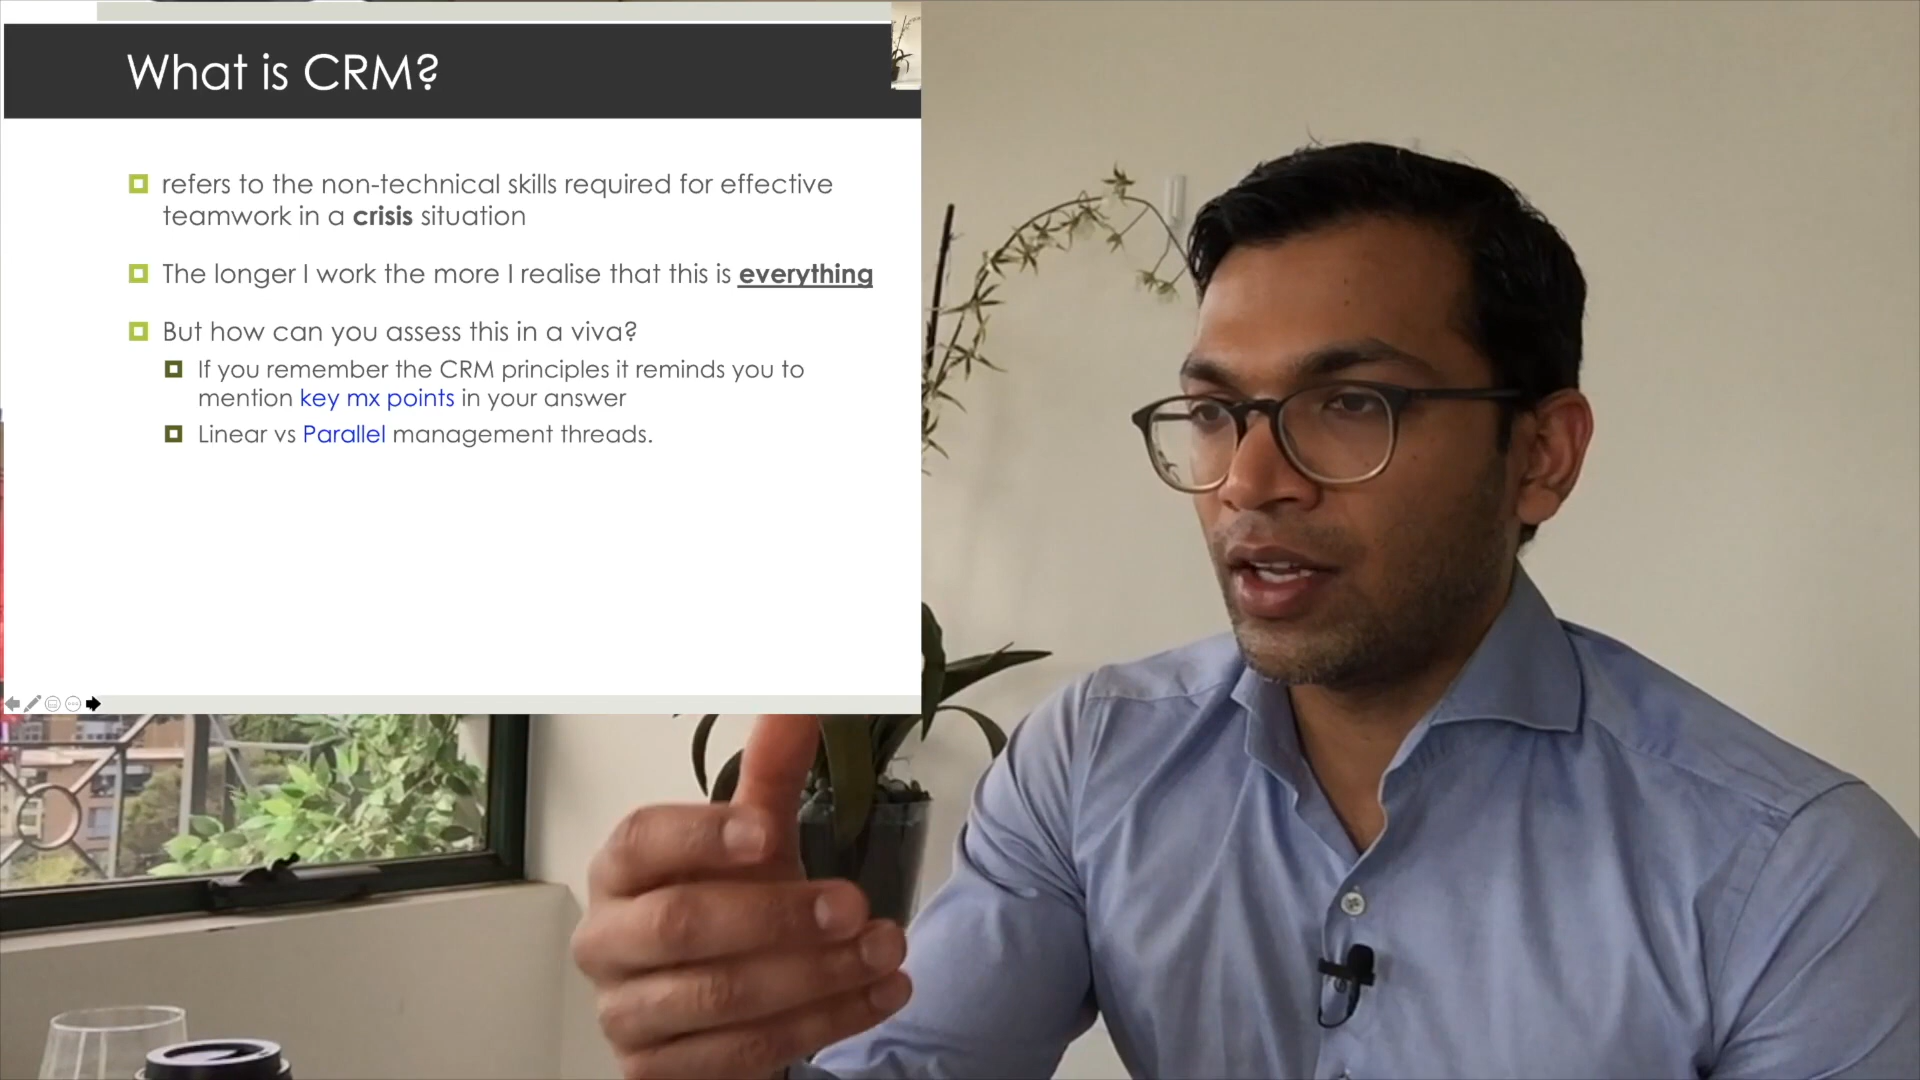 What is CRM?
refers to the non-technical skills required for effective
teamwork in a crisis situation
The longer I work the more I realise that this is everything
But how can you assess this in a viva?
If you remember the CRM principles it reminds you to
mention key mx points in your answer
Linear vs Parallel management threads.